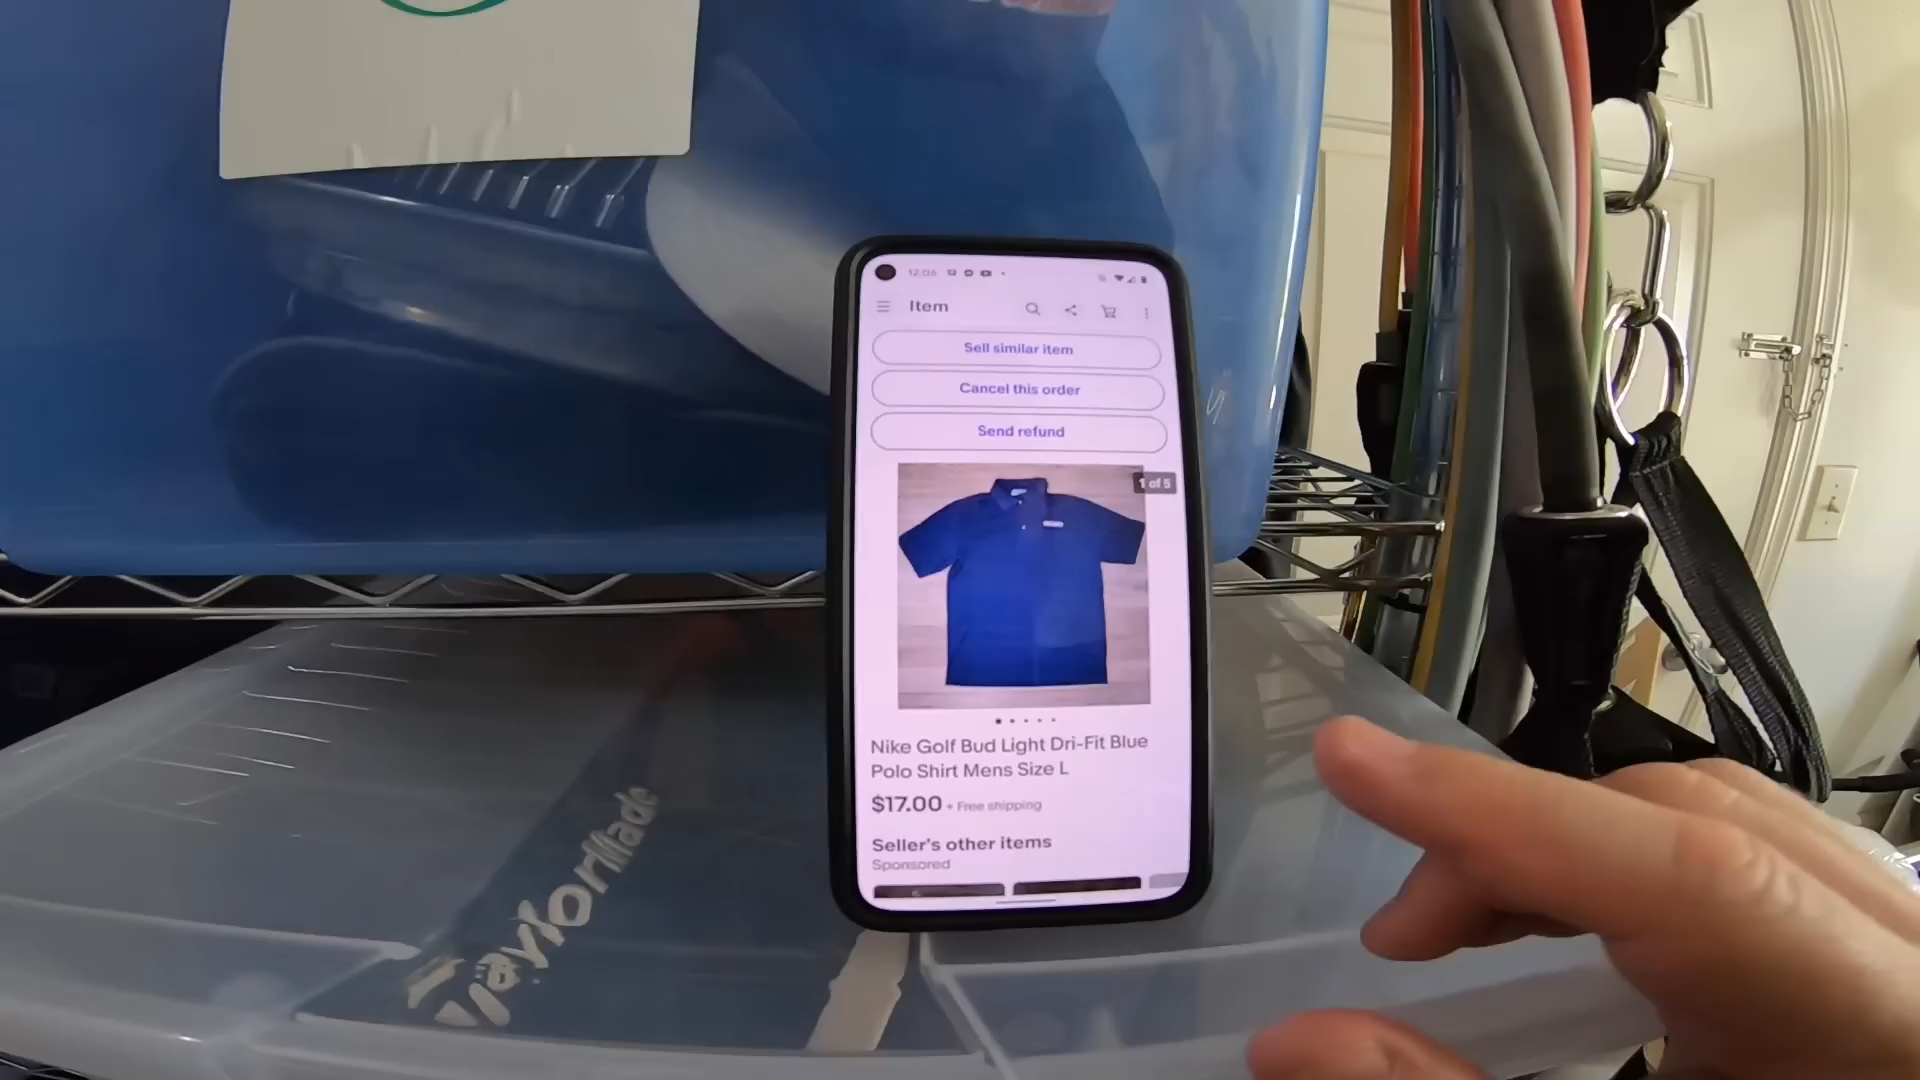 12:06
Item
Sell similar item
Cancel this order
Send refund
1 of 5
Nike Golf Bud Light Dri-Fit Blue
Polo Shirt Mens Size L
$17.00 + Free shipping
Seller's other items
Sponsored
TaylorMade